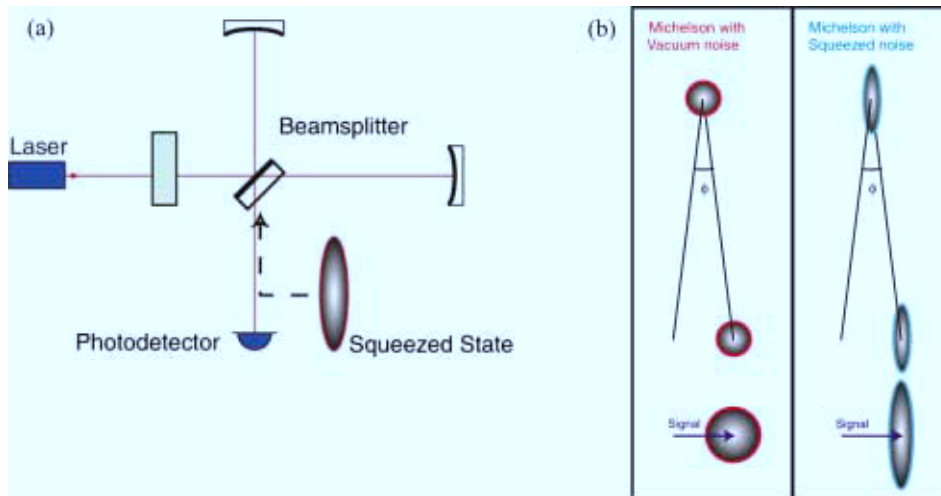 (a)
Laser
Beamsplitter
Photodetector
Squeezed State
(b)
Michelson with
Vacuum noise
Φ
Signal
Michelson with
Squeezed noise
Φ
Signal